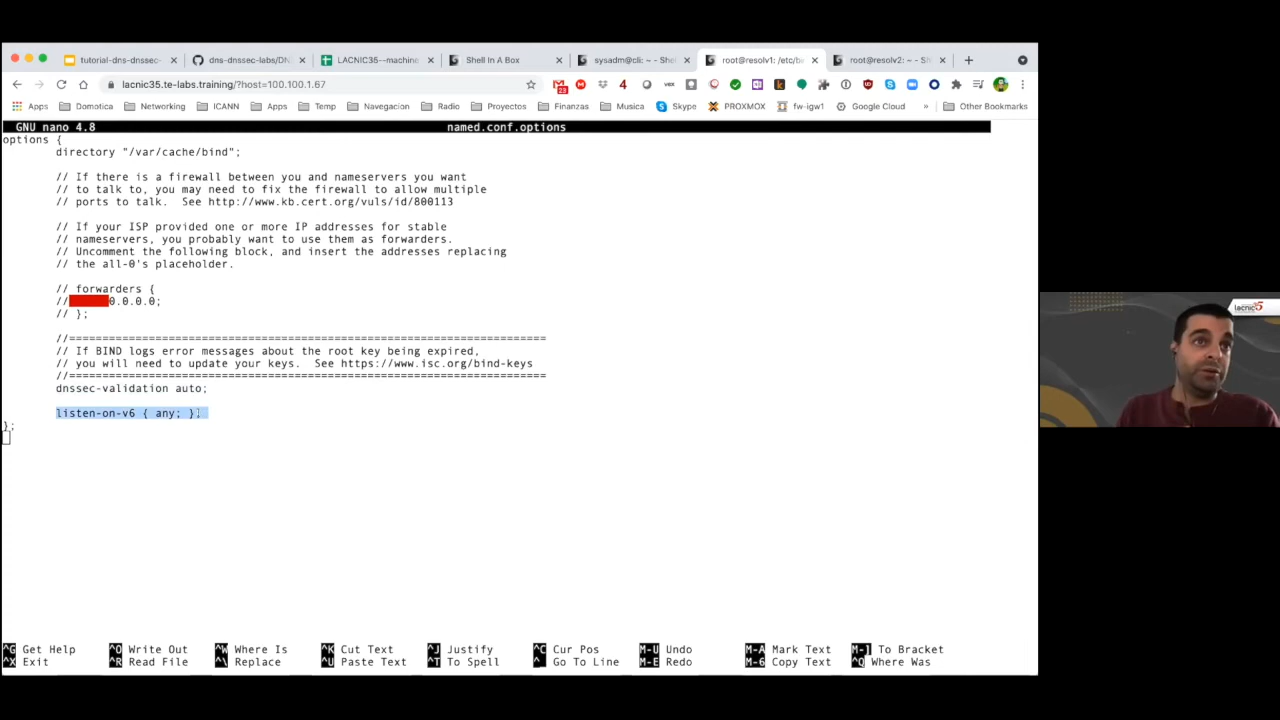 tutorial-dns-dnssec-
dns-dnssec-labs/DN
LACNIC35--machine
Shell In A Box
sysadm@cli: ~ - She
root@resolv1: /etc/b
root@resolv2: ~ - Sh
lacnic35.te-labs.training/?host=100.100.1.67
23
4
Apps
Domotica
Networking
ICANN
Apps
Temp
Navegacion
Radio
Proyectos
Finanzas
Musica
Skype
PROXMOX
fw-igw1
Google Cloud
»
Other Bookmarks
GNU nano 4.8 named.conf.options
options {
directory "/var/cache/bind";
// If there is a firewall between you and nameservers you want
// to talk to, you may need to fix the firewall to allow multiple
// ports to talk.  See http://www.kb.cert.org/vuls/id/800113
// If your ISP provided one or more IP addresses for stable
// nameservers, you probably want to use them as forwarders.
// Uncomment the following block, and insert the addresses replacing
// the all-0's placeholder.
// forwarders {
// 0.0.0.0;
// };
//========================================================================
// If BIND logs error messages about the root key being expired,
// you will need to update your keys.  See https://www.isc.org/bind-keys
//========================================================================
dnssec-validation auto;
listen-on-v6 { any; };
};
^G Get Help ^O Write Out ^W Where Is ^K Cut Text ^J Justify ^C Cur Pos M-U Undo M-A Mark Text M-] To Bracket
^X Exit ^R Read File ^\ Replace ^U Paste Text ^T To Spell ^_ Go To Line M-E Redo M-6 Copy Text ^Q Where Was
lacnic35